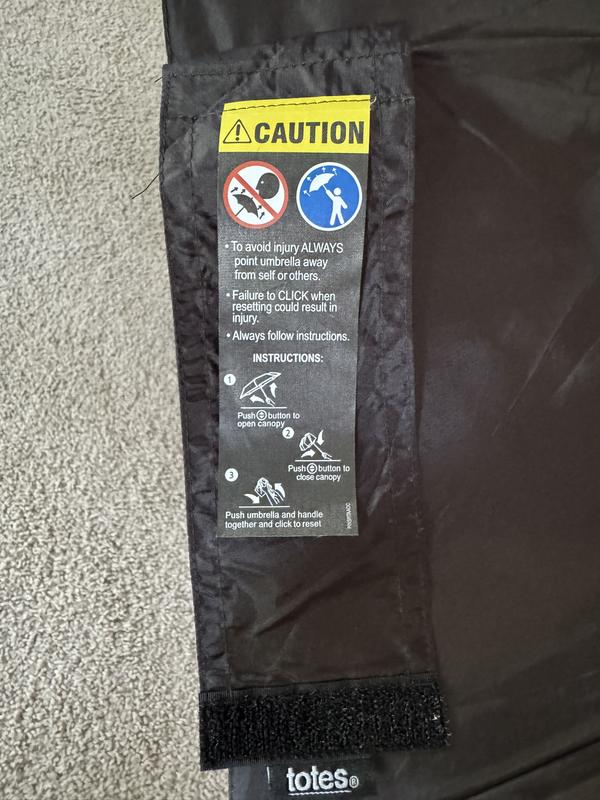 CAUTION
• To avoid injury ALWAYS
point umbrella away
from self or others.
• Failure to CLICK when
resetting could result in
injury.
• Always follow instructions.
INSTRUCTIONS:
1
Push button to
open canopy
2
Push button to
close canopy
3
Push umbrella and handle
together and click to reset
totes®